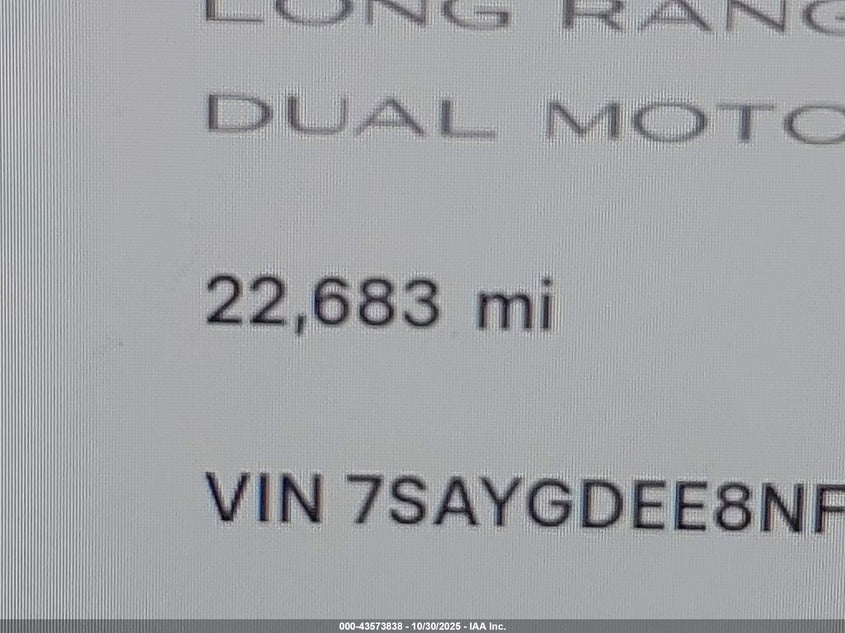 LONG RANG
DUAL MOTO
22,683 mi
VIN 7SAYGDEE8NF
000-43573838 - 10/30/2025 - IAA Inc.